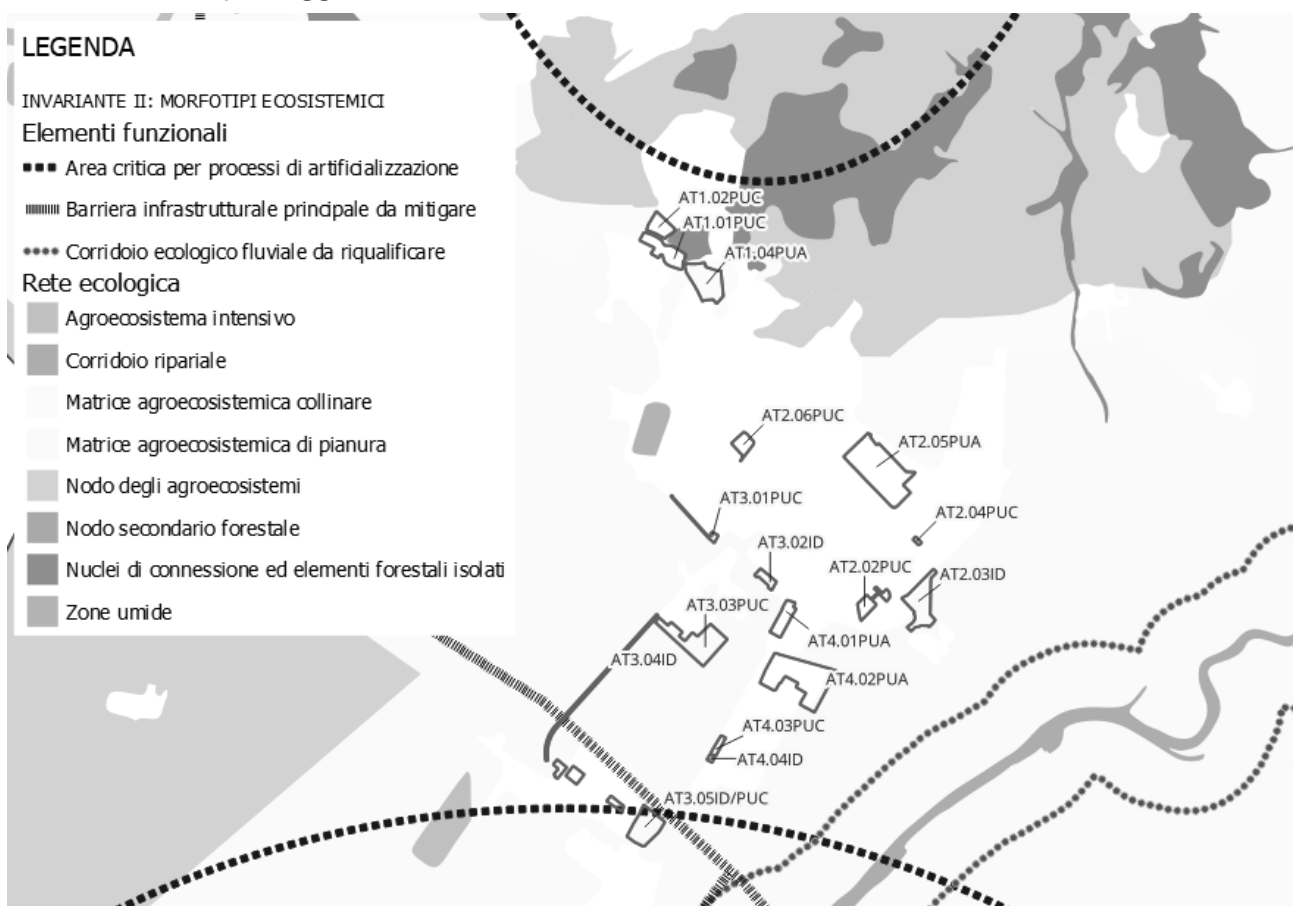 LEGENDA
INVARIANTE II: MORFOTIPI ECOSISTEMICI
Elementi funzionali
Area critica per processi di artificializzazione
Barriera infrastrutturale principale da mitigare
Corridoio ecologico fluviale da riqualificare
Rete ecologica
Agroecosistema intensivo
Corridoio ripariale
Matrice agroecosistemica collinare
Matrice agroecosistemica di pianura
Nodo degli agroecosistemi
Nodo secondario forestale
Nuclei di connessione ed elementi forestali isolati
Zone umide
AT1.02PUC
AT1.01PUC
AT1.04PUA
AT2.06PUC
AT2.05PUA
AT3.01PUC
AT2.04PUC
AT3.02ID
AT2.02PUC
AT2.03ID
AT3.03PUC
AT4.01PUA
AT3.04ID
AT4.02PUA
AT4.03PUC
AT4.04ID
AT3.05ID/PUC